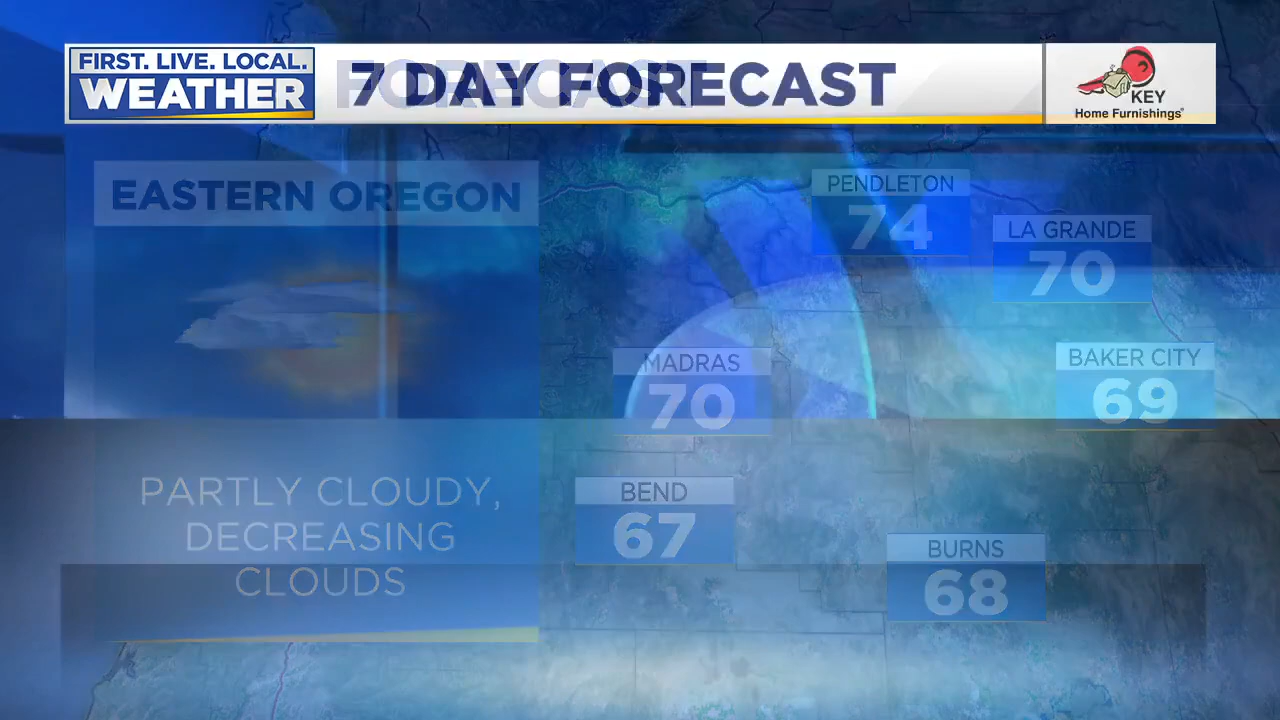 FIRST. LIVE. LOCAL.
WEATHER
7 DAY FORECAST
FORECAST
KEY
Home Furnishings
EASTERN OREGON
PARTLY CLOUDY,
DECREASING
CLOUDS
PENDLETON
74
LA GRANDE
70
MADRAS
70
BAKER CITY
69
BEND
67
BURNS
68